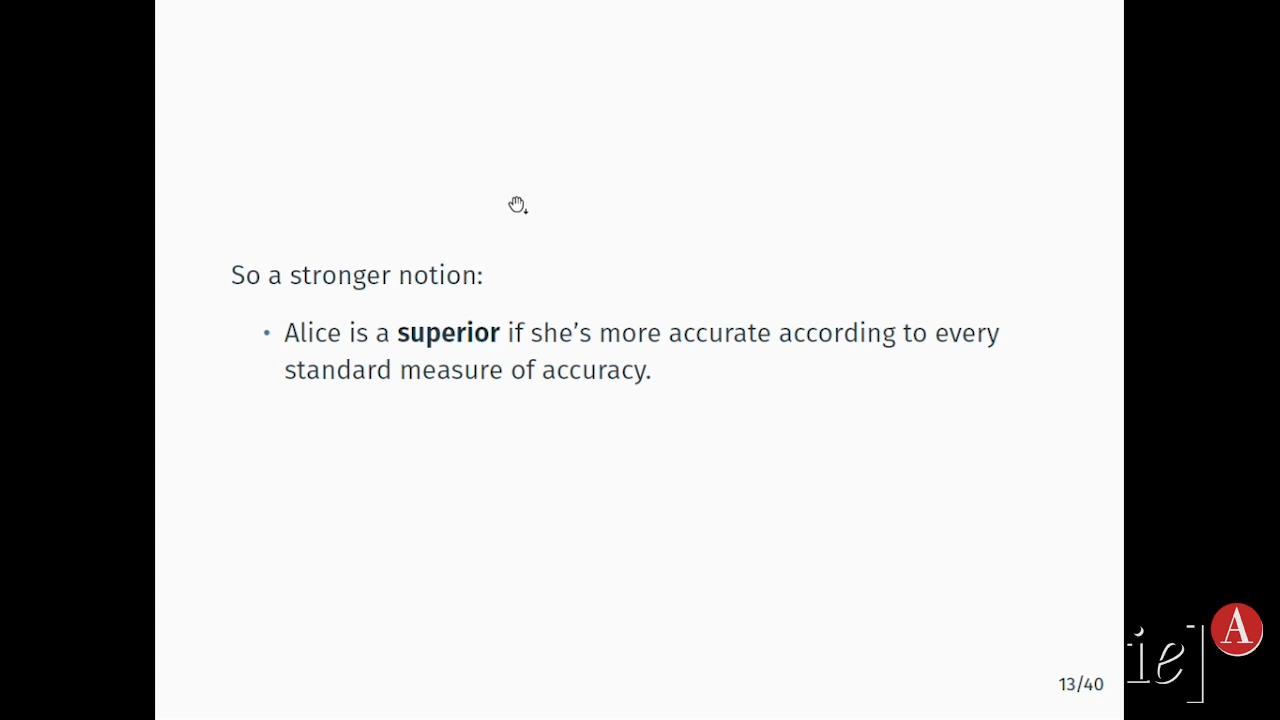 So a stronger notion:
• Alice is a superior if she's more accurate according to every
standard measure of accuracy.
13/40
ie]
A